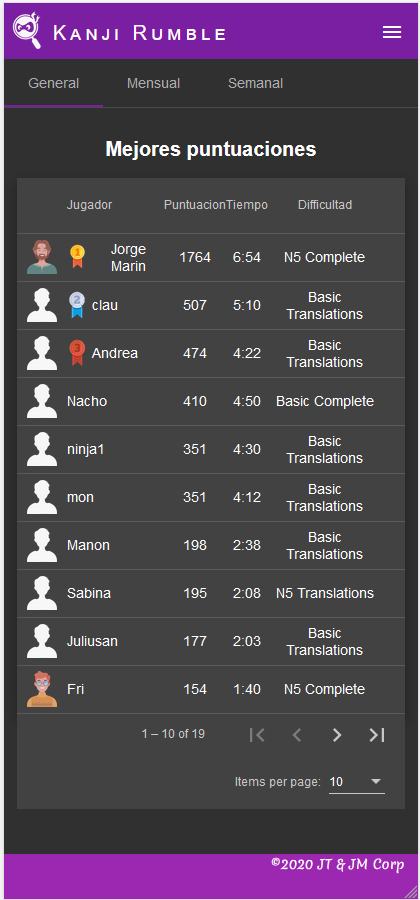 Kanji Rumble
General Mensual Semanal
Mejores puntuaciones
Jugador Puntuacion Tiempo Difficultad
1 Jorge Marin 1764 6:54 N5 Complete
2 clau 507 5:10 Basic Translations
3 Andrea 474 4:22 Basic Translations
Nacho 410 4:50 Basic Complete
ninja1 351 4:30 Basic Translations
mon 351 4:12 Basic Translations
Manon 198 2:38 Basic Translations
Sabina 195 2:08 N5 Translations
Juliusan 177 2:03 Basic Translations
Fri 154 1:40 N5 Complete
1 – 10 of 19
Items per page: 10
©2020 JT & JM Corp